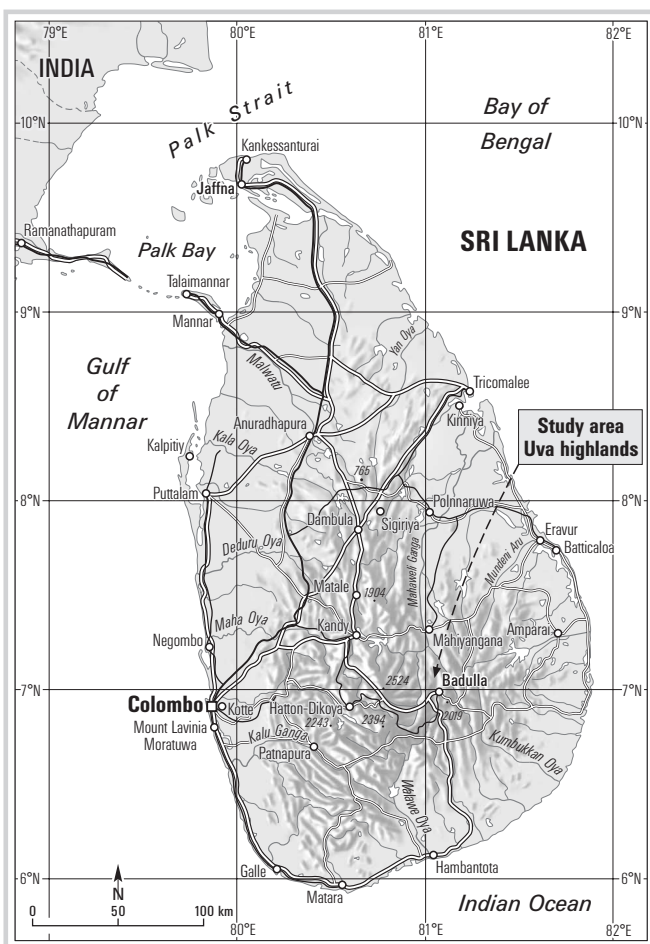 79°E
80°E
81°E
82°E
INDIA
Palk Strait
Bay of
Bengal
10°N
10°N
Kankessanturai
Jaffna
Ramanathapuram
Palk Bay
SRI LANKA
Talaimannar
Mannar
9°N
9°N
Yan Oya
Malwatu
Gulf
of
Mannar
Tricomalee
Kinniya
Anuradhapura
Study area
Uva highlands
Kala Oya
Kalpitiy
765
Puttalam
8°N
8°N
Polnnaruwa
Dambula
Sigiriya
Eravur
Batticaloa
Deduru Oya
Mahaweli Ganga
Mundeni Aru
Matale
1904
Maha Oya
Kandy
Mahiyangana
Amparai
Negombo
7°N
7°N
2524
Badulla
Colombo
Kotte
Hatton-Dikoya
2019
Mount Lavinia
2243
2394
Moratuwa
Kalu Ganga
Patnapura
Kumbukkan Oya
Walawe Oya
Galle
Hambantota
6°N
6°N
Matara
Indian Ocean
N
0 50 100 km
80°E
81°E
82°E